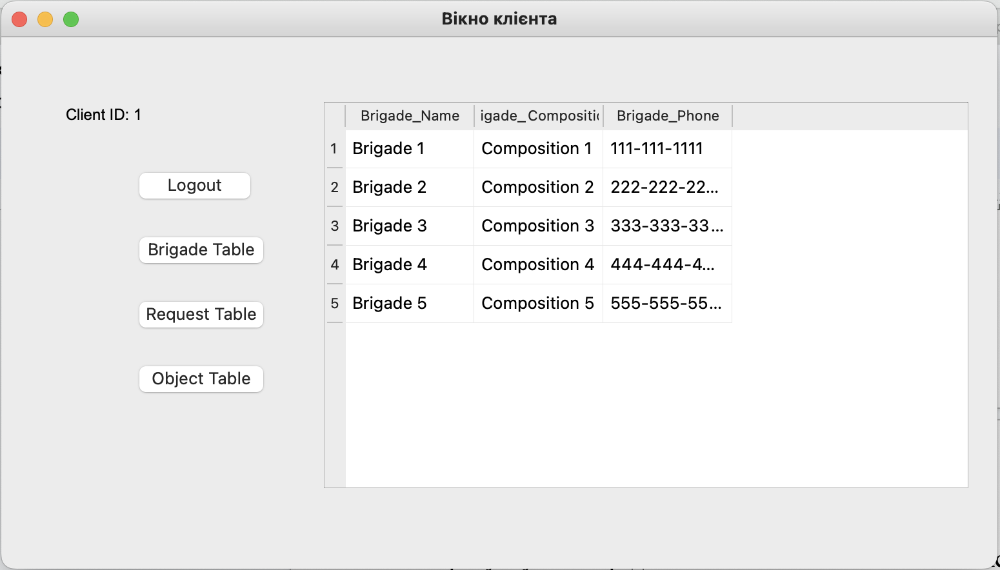 Вікно клієнта
Client ID: 1
Logout
Brigade Table
Request Table
Object Table
Brigade_Name igade_Compositi Brigade_Phone
1 Brigade 1 Composition 1 111-111-1111
2 Brigade 2 Composition 2 222-222-22...
3 Brigade 3 Composition 3 333-333-33...
4 Brigade 4 Composition 4 444-444-4...
5 Brigade 5 Composition 5 555-555-55...